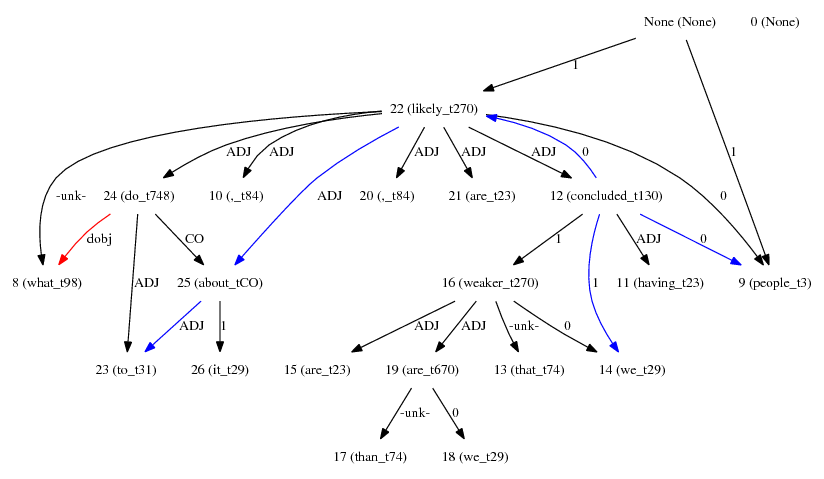 None (None) 0 (None)
1
22 (likely_t270)
-unk- ADJ ADJ ADJ ADJ ADJ ADJ 0 0 1
24 (do_t748) 10 (,_t84) 20 (,_t84) 21 (are_t23) 12 (concluded_t130)
dobj ADJ CO 1 1 ADJ 0
8 (what_t98) 25 (about_tCO) 16 (weaker_t270) 11 (having_t23) 9 (people_t3)
ADJ 1 ADJ ADJ -unk- 0
23 (to_t31) 26 (it_t29) 15 (are_t23) 19 (are_t670) 13 (that_t74) 14 (we_t29)
-unk- 0
17 (than_t74) 18 (we_t29)